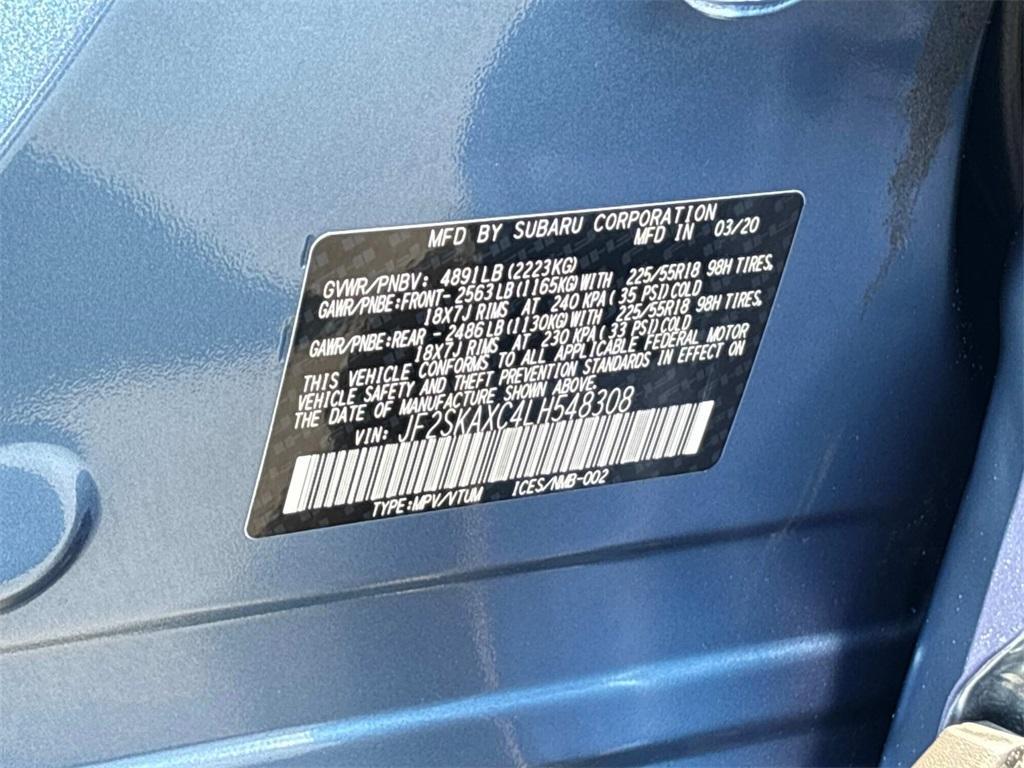 MFD BY SUBARU CORPORATION
MFD IN 03/20
GVWR/PNBV: 4891LB(2223KG)
GAWR/PNBE:FRONT- 2563LB(1165KG)WITH 225/55R18 98H TIRES,
18X7J RIMS AT 240 KPA(35 PSI)COLD
GAWR/PNBE:REAR - 2486LB(1130KG)WITH 225/55R18 98H TIRES,
18X7J RIMS AT 230 KPA(33 PSI)COLD
THIS VEHICLE CONFORMS TO ALL APPLICABLE FEDERAL MOTOR
VEHICLE SAFETY AND THEFT PREVENTION STANDARDS IN EFFECT ON
THE DATE OF MANUFACTURE SHOWN ABOVE.
VIN: JF2SKAXC4LH548308
TYPE:MPV/VTUM ICES/NMB-002